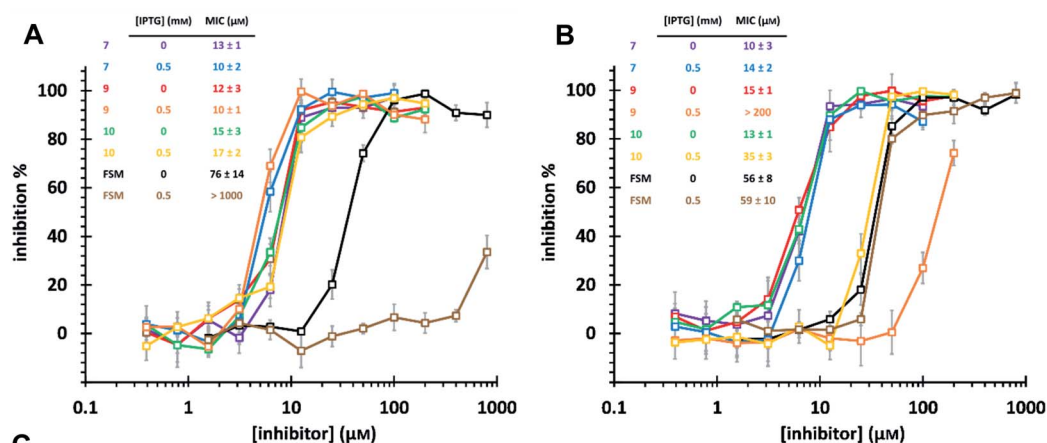 A
[IPTG] (mM) MIC (μM)
7 0 13 ± 1
7 0.5 10 ± 2
9 0 12 ± 3
9 0.5 10 ± 1
10 0 15 ± 3
10 0.5 17 ± 2
FSM 0 76 ± 14
FSM 0.5 > 1000
inhibition %
100
80
60
40
20
0
0.1 1 10 100 1000
[inhibitor] (μM)
B
[IPTG] (mM) MIC (μM)
7 0 10 ± 3
7 0.5 14 ± 2
9 0 15 ± 1
9 0.5 > 200
10 0 13 ± 1
10 0.5 35 ± 3
FSM 0 56 ± 8
FSM 0.5 59 ± 10
inhibition %
100
80
60
40
20
0
0.1 1 10 100 1000
[inhibitor] (μM)